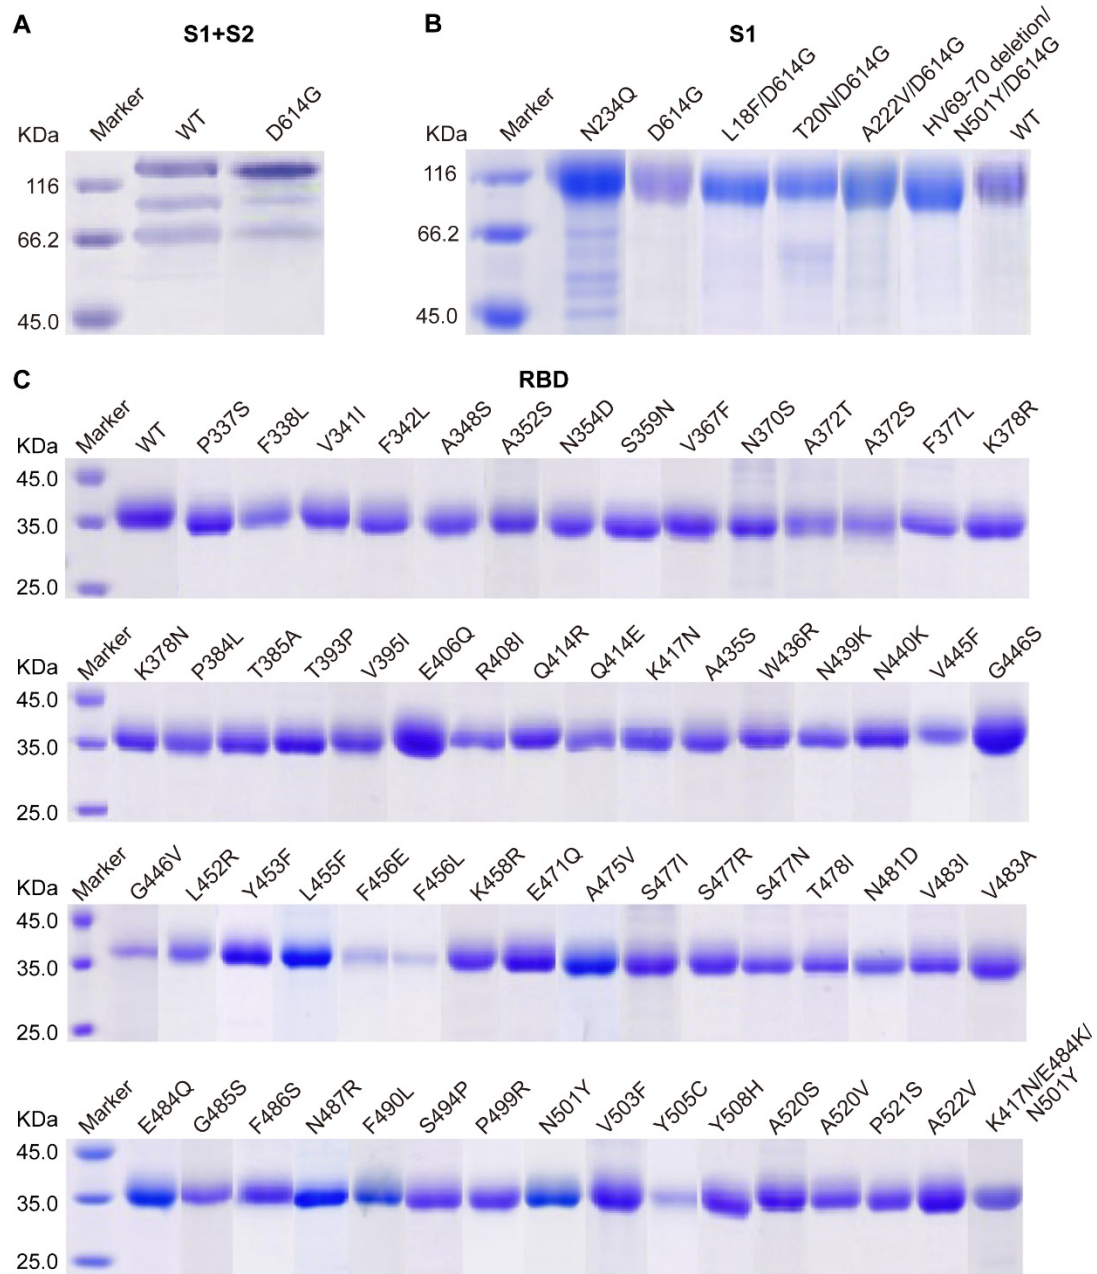 A
S1+S2
KDa
Marker
WT
D614G
116
66.2
45.0
B
S1
KDa
Marker
N234Q
D614G
L18F/D614G
T20N/D614G
A222V/D614G
HV69-70 deletion/
N501Y/D614G
WT
116
66.2
45.0
C
RBD
KDa
Marker
WT
P337S
F338L
V341I
F342L
A348S
A352S
N354D
S359N
V367F
N370S
A372T
A372S
F377L
K378R
45.0
35.0
25.0
KDa
Marker
K378N
P384L
T385A
T393P
V395I
E406Q
R408I
Q414R
Q414E
K417N
A435S
W436R
N439K
N440K
V445F
G446S
45.0
35.0
25.0
KDa
Marker
G446V
L452R
Y453F
L455F
F456E
F456L
K458R
E471Q
A475V
S477I
S477R
S477N
T478I
N481D
V483I
V483A
45.0
35.0
25.0
KDa
Marker
E484Q
G485S
F486S
N487R
F490L
S494P
P499R
N501Y
V503F
Y505C
Y508H
A520S
A520V
P521S
A522V
K417N/E484K/
N501Y
45.0
35.0
25.0